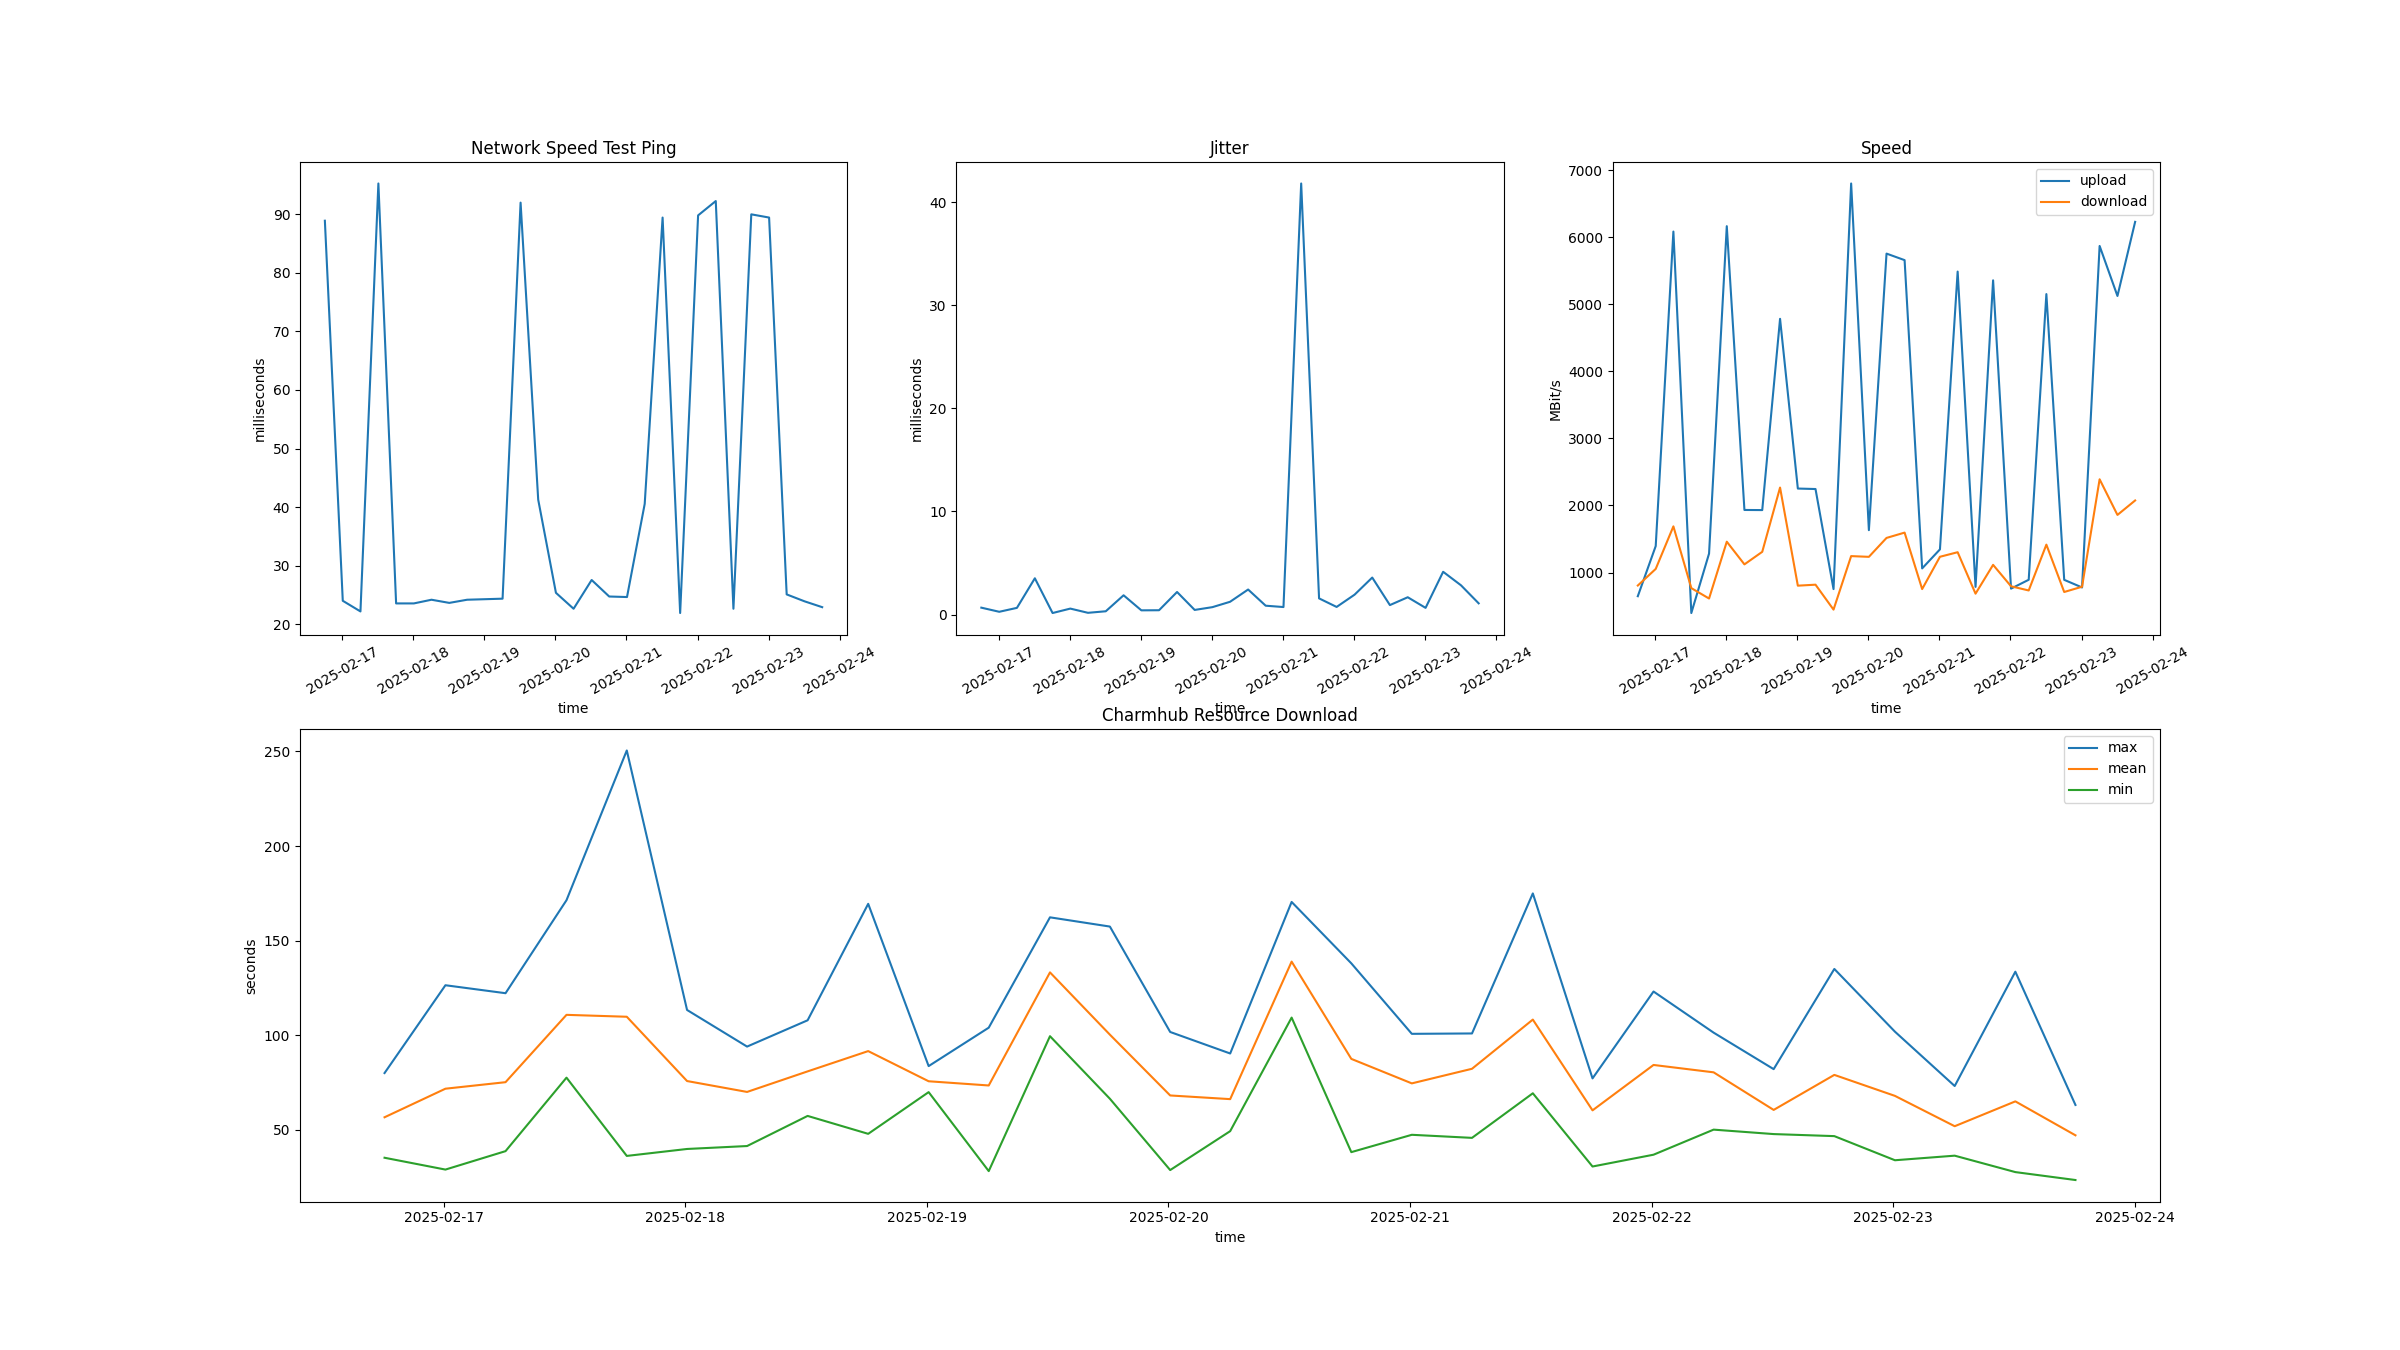 Network Speed Test Ping
milliseconds
90
80
70
60
50
40
30
20
2025-02-17 2025-02-18 2025-02-19 2025-02-20 2025-02-21 2025-02-22 2025-02-23 2025-02-24
time
Jitter
milliseconds
40
30
20
10
0
2025-02-17 2025-02-18 2025-02-19 2025-02-20 2025-02-21 2025-02-22 2025-02-23 2025-02-24
time
Speed
upload
download
MBit/s
7000
6000
5000
4000
3000
2000
1000
2025-02-17 2025-02-18 2025-02-19 2025-02-20 2025-02-21 2025-02-22 2025-02-23 2025-02-24
time
Charmhub Resource Download
max
mean
min
seconds
250
200
150
100
50
2025-02-17 2025-02-18 2025-02-19 2025-02-20 2025-02-21 2025-02-22 2025-02-23 2025-02-24
time